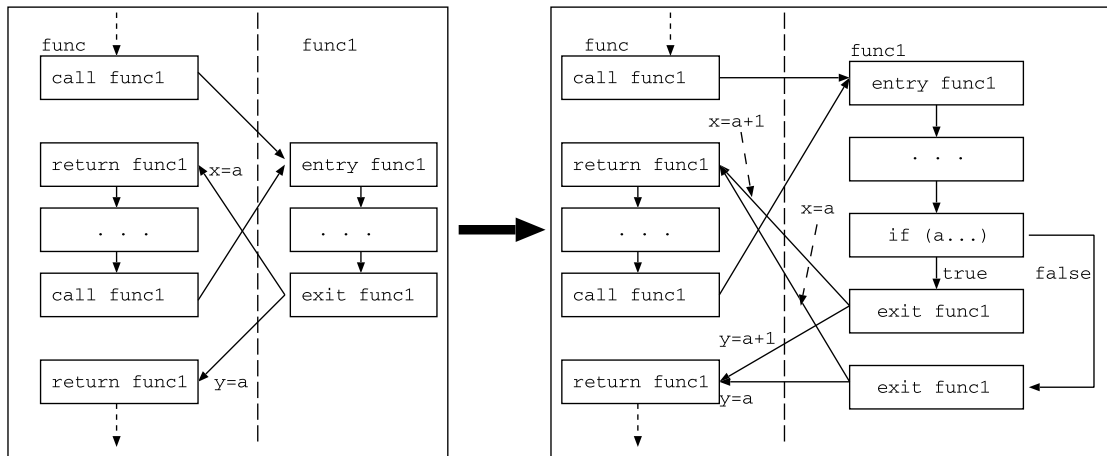 func
func1
call func1
return func1
x=a
entry func1
. . .
. . .
call func1
exit func1
return func1
y=a
func
func1
call func1
entry func1
x=a+1
. . .
return func1
x=a
. . .
if (a...)
true
false
call func1
exit func1
y=a+1
return func1
exit func1
y=a